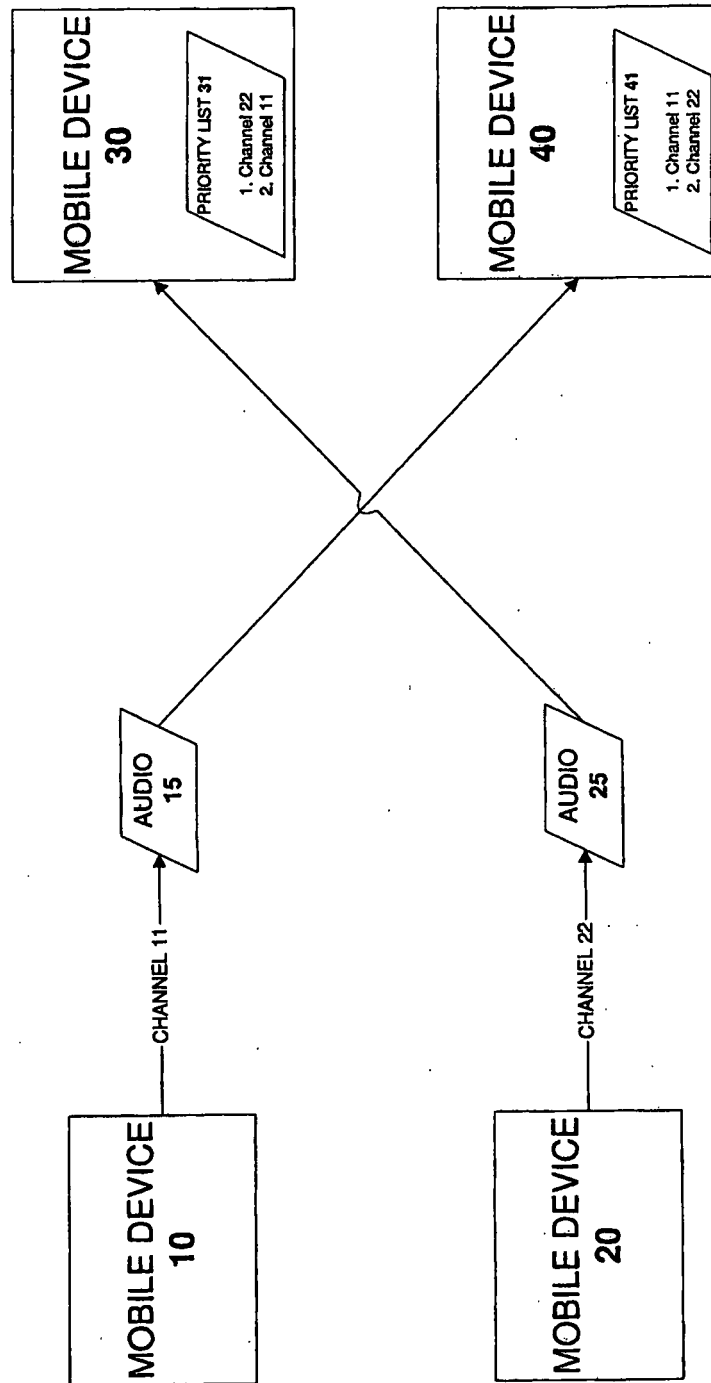 MOBILE DEVICE
10
CHANNEL 11
AUDIO
15
MOBILE DEVICE
30
PRIORITY LIST 31
1. Channel 22
2. Channel 11
MOBILE DEVICE
20
CHANNEL 22
AUDIO
25
MOBILE DEVICE
40
PRIORITY LIST 41
1. Channel 11
2. Channel 22